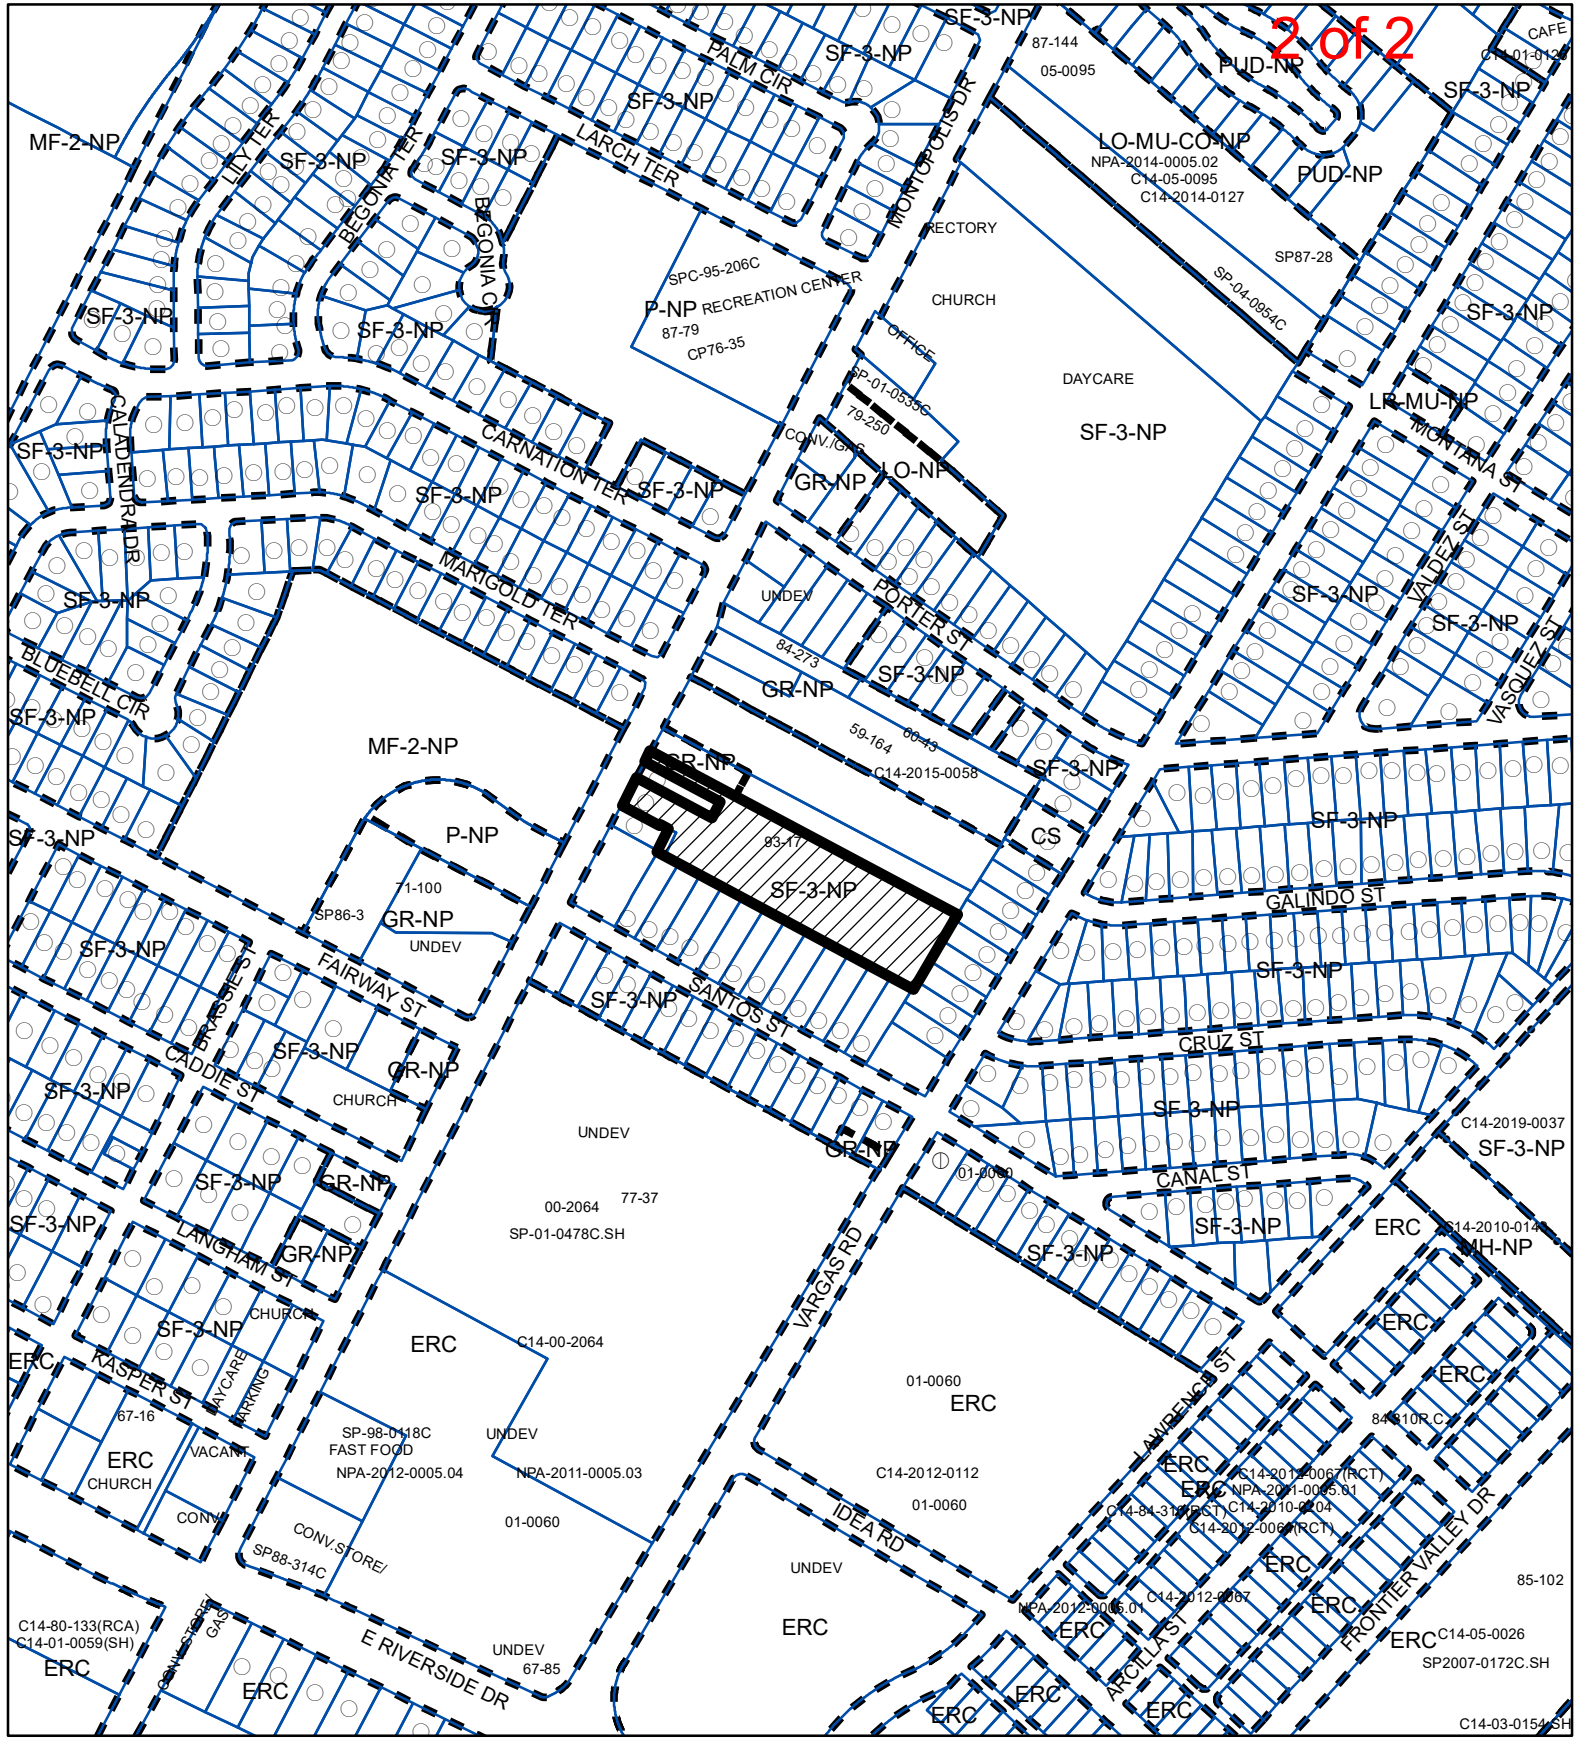 2 of 2
SF-3-NP
87-144
05-0095
CAFE
PALM CIR
SF-3-NP
PUD-NP
SF-3-NP
SF-3-NP
MF-2-NP
LILY TER
SF-3-NP
BEGONIA TER
SF-3-NP
LARCH TER
MONTOPOLIS DR
LO-MU-CO-NP
NPA-2014-0005.02
C14-05-0095
C14-2014-0127
PUD-NP
BEGONIA CIR
RECTORY
SP87-28
SPC-95-206C
P-NP
RECREATION CENTER
87-79
CP76-35
CHURCH
SP-04-0954C
SF-3-NP
SF-3-NP
SF-3-NP
OFFICE
SP-01-0535C
79-250
DAYCARE
SF-3-NP
LR-MU-NP
MONTANA ST
CALADENDRA DR
SF-3-NP
CARNATION TER
SF-3-NP
SF-3-NP
CONV./GAS
GR-NP
LO-NP
VALDEZ ST
MARIGOLD TER
SF-3-NP
UNDEV
PORTER ST
SF-3-NP
SF-3-NP
VASQUEZ ST
BLUEBELL CIR
SF-3-NP
84-273
GR-NP
SF-3-NP
MF-2-NP
59-164
60-43
C14-2015-0058
GR-NP
SF-3-NP
SF-3-NP
P-NP
93-17
SF-3-NP
CS
SF-3-NP
71-100
SP86-3
GR-NP
UNDEV
GALINDO ST
SF-3-NP
BRASSIE ST
FAIRWAY ST
SF-3-NP
SANTOS ST
SF-3-NP
CADDIE ST
SF-3-NP
GR-NP
CRUZ ST
SF-3-NP
CHURCH
SF-3-NP
C14-2019-0037
SF-3-NP
UNDEV
GR-NP
01-0060
CANAL ST
SF-3-NP
GR-NP
00-2064
77-37
SP-01-0478C.SH
SF-3-NP
ERC
MH-NP
SF-3-NP
LANGHAM ST
GR-NP
VARGAS RD
SF-3-NP
CHURCH
SF-3-NP
ERC
C14-00-2064
ERC
ERC
KASPER ST
DAYCARE
PARKING
67-16
01-0060
ERC
LAWRENCE ST
ERC
84-310R.C.
SP-98-0118C
FAST FOOD
UNDEV
NPA-2012-0005.04
NPA-2011-0005.03
VACANT
ERC
CHURCH
C14-2012-0112
01-0060
ERC
C14-2012-0067(RCT)
ERC
NPA-2011-0005.01
C14-2010-0204
CONV.
01-0060
IDEA RD
CONV.STORE/
SP88-314C
UNDEV
ERC
FRONTIER VALLEY DR
85-102
C14-2012-0067
NPA-2012-0005.01
ERC
ERC
C14-80-133(RCA)
C14-01-0059(SH)
ERC
CONV. STORE/
GAS
E RIVERSIDE DR
UNDEV
67-85
ERC
ARCILLA ST
ERC
C14-05-0026
SP2007-0172C.SH
ERC
ERC
ERC
ERC
C14-03-0154.SH